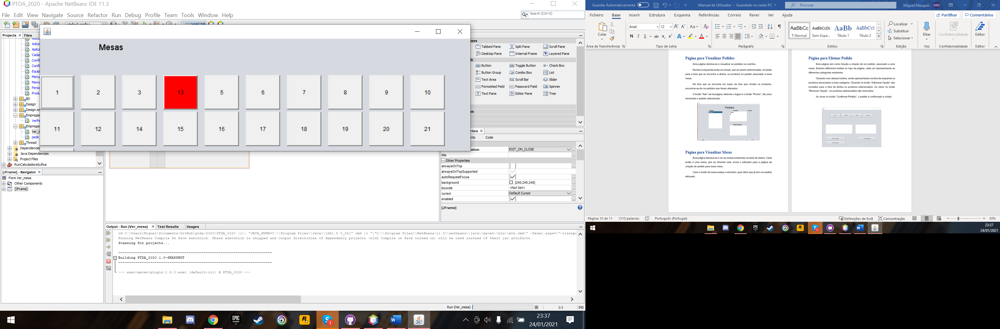 PTDA_2020 - Apache NetBeans IDE 11.3
File Edit View Navigate Source Refactor Run Debug Profile Team Tools Window Help
Search (Ctrl+I)
Projects
Files
BD
Design
Thread
Dependencies
Java Dependencies
Project Files
RunCalculadoraSufixa
[JFrame] - Navigator
Form Ver_mesa
Other Components
[JFrame]
Mesas
1 2 3 13 5 6 7 8 9 10
11 12 14 15 16 17 18 19 20 21
Tabbed Pane Split Pane Scroll Pane
Desktop Pane Internal Frame Layered Pane
Button Toggle Button Check Box
Button Group Combo Box List
Text Area Scroll Bar Slider
Formatted Field Password Field Spinner
Text Pane Editor Pane Tree
Code
EXIT_ON_CLOSE
title
Other Properties
alwaysOnTop
alwaysOnTopSupported
autoRequestFocus
background [240,240,240]
bounds <Not Set>
cursor Default Cursor
enabled
[JFrame]
Output - Run (Ver_mesa) Test Results Usages
cd C:\Users\Miguel\Documents\GitHub\ptda-2020\PTDA_2020 (1); "JAVA_HOME=C:\\Program Files\\Java\\jdk1.8.0_251" cmd /c "\"C:\\Program Files\\NetBeans-11.3\\netbeans\\java\\maven\\bin\\mvn.cmd\" -Dexec.args=\"-classpa
Running NetBeans Compile On Save execution. Phase execution is skipped and output directories of dependency projects (with Compile on Save turned on) will be used instead of their jar artifacts.
Scanning for projects...
Building PTDA_2020 1.0-SNAPSHOT
--- exec-maven-plugin:1.5.0:exec (default-cli) @ PTDA_2020 ---
Run (Ver_mesa) 1:1 INS
EPIC GAMES
23:37
24/01/2021
Guardar Automaticamente Manual de Utilizador - Guardado no neste PC Procurar Miguel Marques MM
Ficheiro Base Inserir Estrutura Esquema Referências Correio Rever Ver Ajuda Partilhar Comentários
Colar
Arial 12
N I S ab
AaBbCc AaBbCcDc AaBb AaBbCcI
¶ Normal Sem Espa... Título 1 Título 2
Localizar
Substituir
Selecionar
Ditar Confidencialidade Editor
Área de Transferência Tipo de Letra Parágrafo Estilos Edição Voz Confidencialidade Editor
Página para Visualizar Pedidos
Esta página destina-se a visualizar os pedidos na cozinha.
Na lista à esquerda estão as mesas, que ao serem selecionadas, enviarão
para a lista que se encontra à direita, os produtos no pedido associado a essa
mesa.
Na lista que se encontra em baixo da lista que recebe os produtos,
encontrar-se-ão os pedidos que foram alterados.
O botão "Sair" sai da página, fazendo o logout e o botão "Pronto", dá como
terminado o pedido selecionado.
Pedidos
Página para Visualizar Mesas
Esta página destina-se a ver as mesas existentes na base de dados. Cada
botão é uma mesa, que ao clicando nela, envia o utilizador para a página da
criação de pedido para essa mesa.
Caso o botão da mesa esteja a vermelho, quer dizer que já tem um pedido
efetuado.
Página para Efetuar Pedido
Esta página tem como função a criação de um pedido, associado a uma
mesa. Existem diferentes botões no topo da página, cada um representando as
diferentes categorias existentes.
Clicando num desses botões, serão apresentados na lista da esquerda os
produtos associados a essa categoria. Clicando no botão "Adicionar Opção" são
enviados para a lista da direita os produtos selecionados. Ao clicar no botão
"Remover Opção", os produtos selecionados são removidos.
Ao clicar no botão "Confirmar Pedido", o pedido é confirmado e criado.
Página 10 de 11 1310 palavras Português (Portugal) Definições de Ecrã Concentração 50%
23:37
24/01/2021